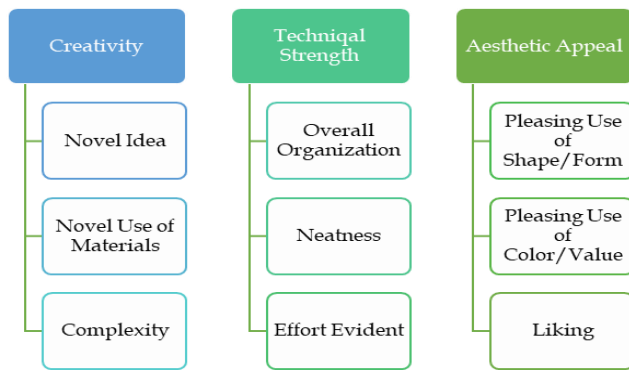 Creativity
Novel Idea
Novel Use of
Materials
Complexity
Techniqal
Strength
Overall
Organization
Neatness
Effort Evident
Aesthetic Appeal
Pleasing Use
of
Shape/Form
Pleasing Use
of
Color/Value
Liking